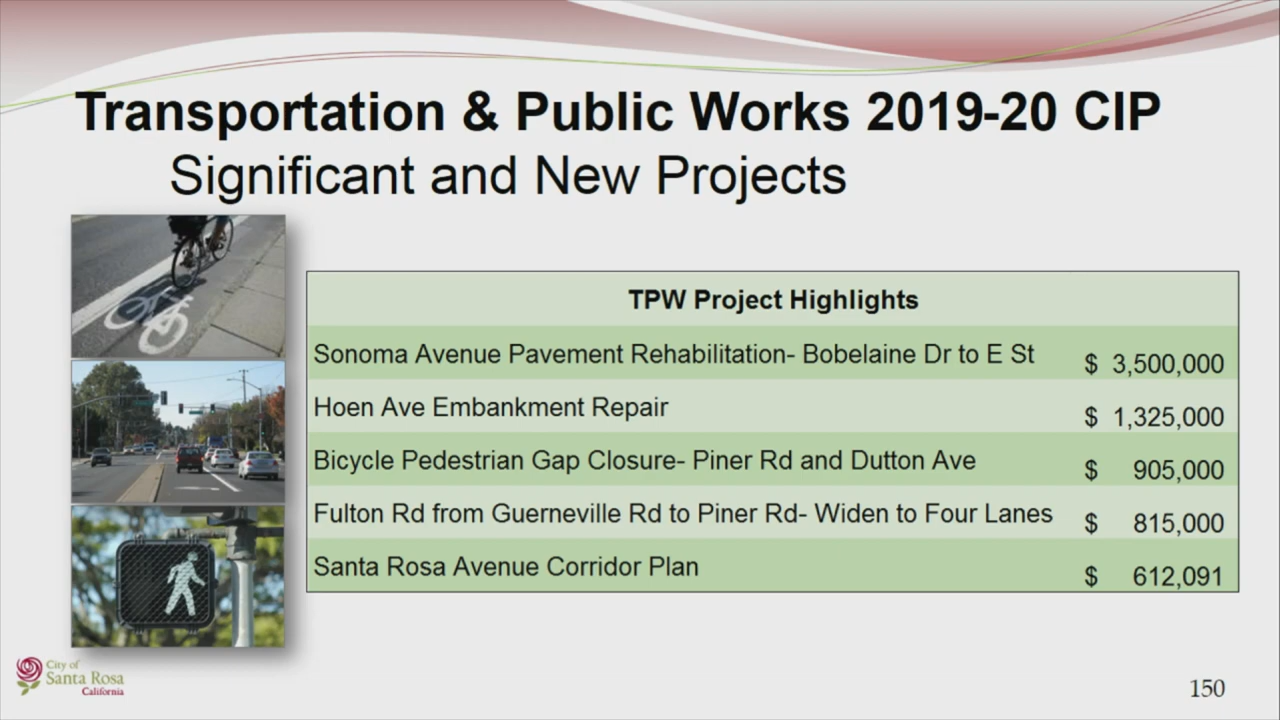 Transportation & Public Works 2019-20 CIP
Significant and New Projects
TPW Project Highlights
Sonoma Avenue Pavement Rehabilitation- Bobelaine Dr to E St $ 3,500,000
Hoen Ave Embankment Repair $ 1,325,000
Bicycle Pedestrian Gap Closure- Piner Rd and Dutton Ave $ 905,000
Fulton Rd from Guerneville Rd to Piner Rd- Widen to Four Lanes $ 815,000
Santa Rosa Avenue Corridor Plan $ 612,091
City of
Santa Rosa
California
150